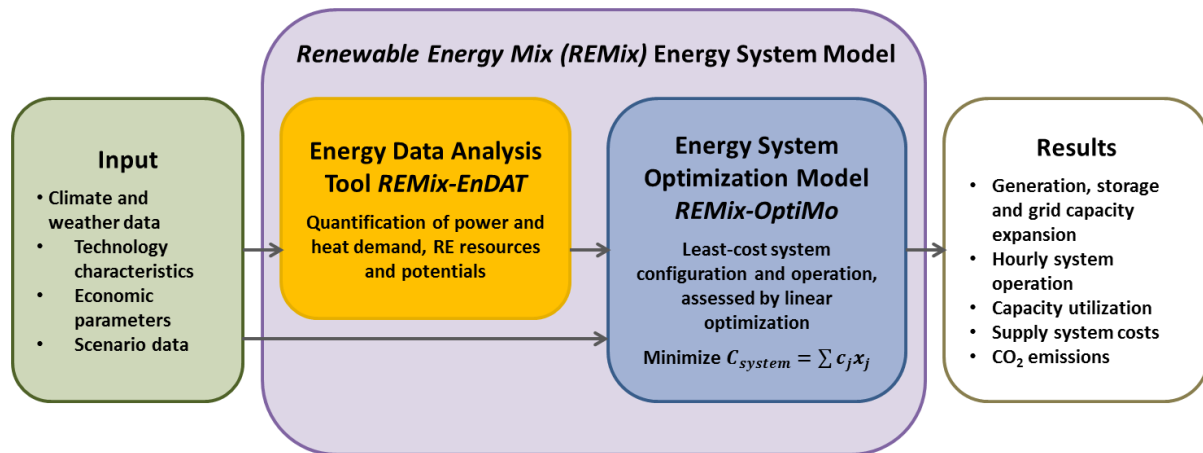 Renewable Energy Mix (REMix) Energy System Model
Input
• Climate and
weather data
• Technology
characteristics
• Economic
parameters
• Scenario data
Energy Data Analysis
Tool REMix-EnDAT
Quantification of power and
heat demand, RE resources
and potentials
Energy System
Optimization Model
REMix-OptiMo
Least-cost system
configuration and operation,
assessed by linear
optimization
Minimize C_system = ∑ c_j x_j
Results
• Generation, storage
and grid capacity
expansion
• Hourly system
operation
• Capacity utilization
• Supply system costs
• CO₂ emissions